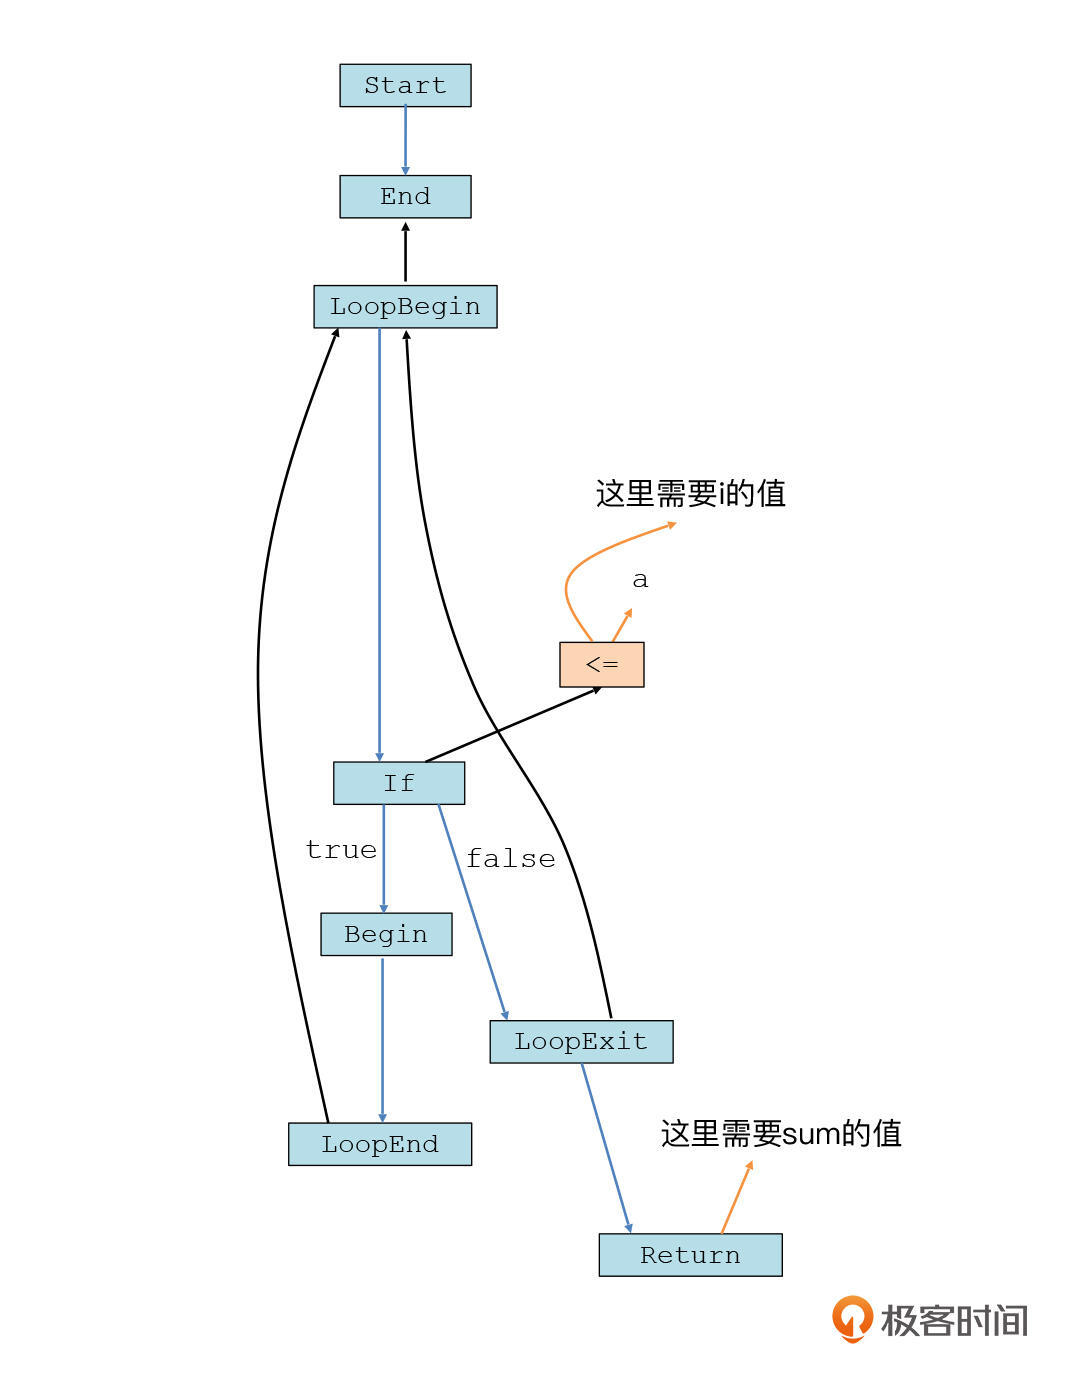 Start
End
LoopBegin
这里需要i的值
a
<=
If
true
false
Begin
LoopExit
LoopEnd
这里需要sum的值
Return
极客时间